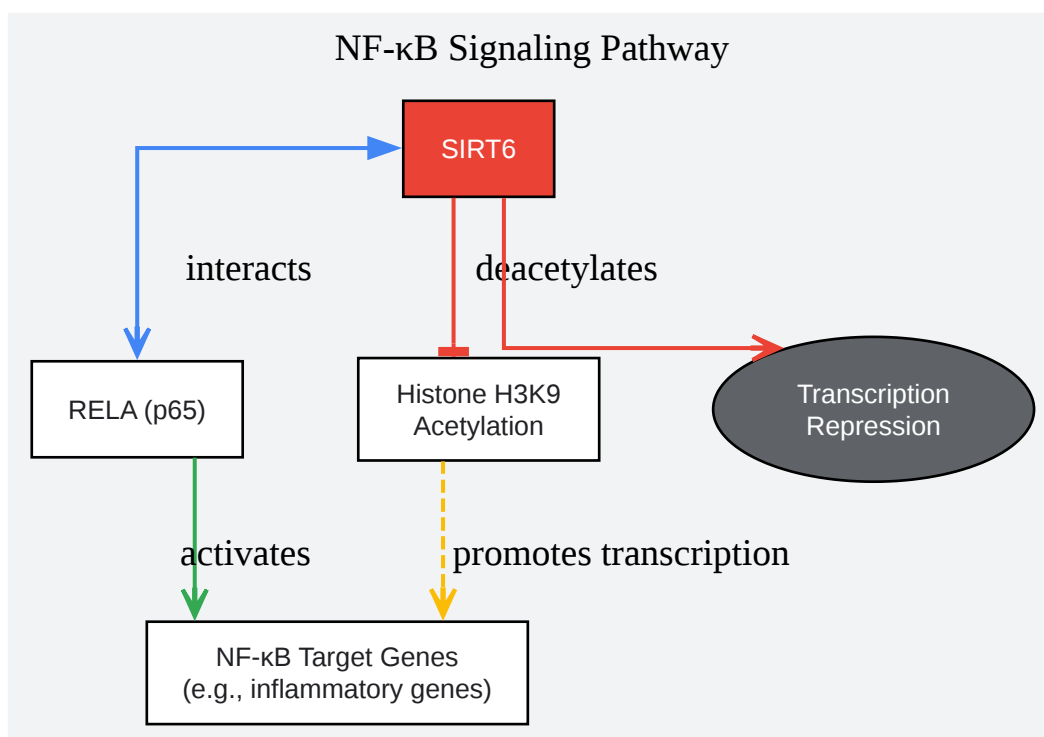 NF-κB Signaling Pathway
SIRT6
interacts
deacetylates
RELA (p65)
Histone H3K9
Acetylation
Transcription
Repression
activates
promotes transcription
NF-κB Target Genes
(e.g., inflammatory genes)